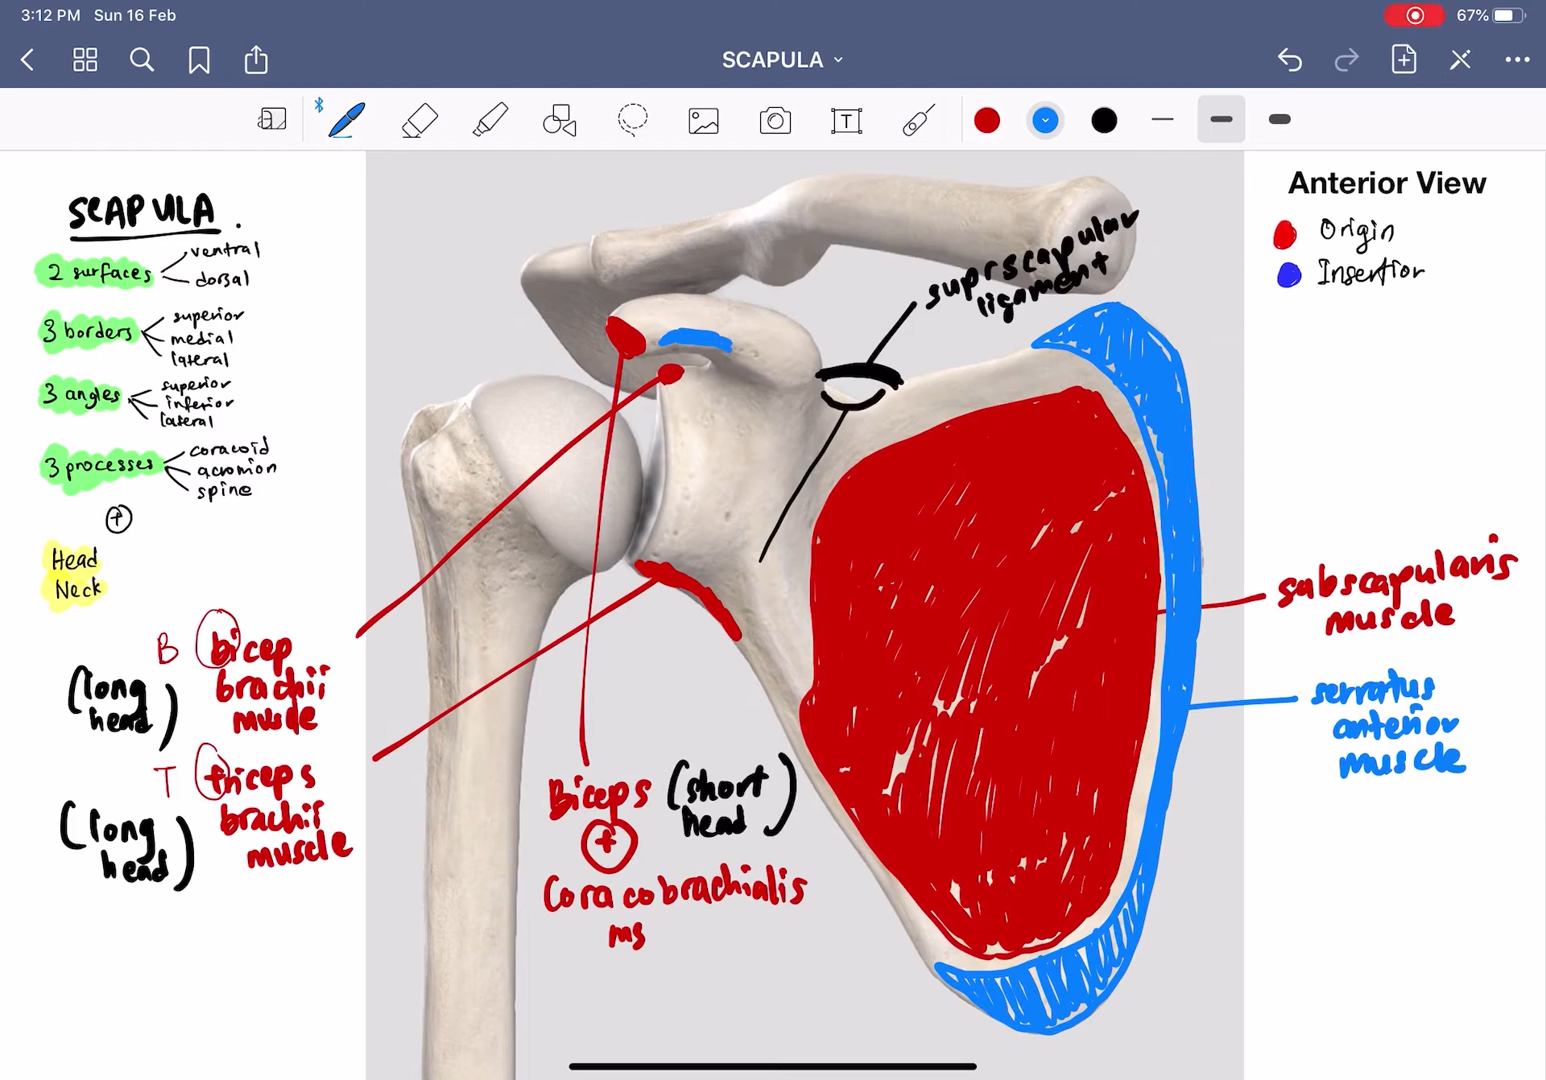 3:12 PM Sun 16 Feb
67%
SCAPULA
T
SCAPULA.
2 surfaces
ventral
dorsal
3 borders
superior
medial
lateral
3 angles
superior
inferior
lateral
3 processes
coracoid
acromion
spine
+
Head
Neck
B bicep
brachii
muscle
(long
head)
T triceps
brachii
muscle
(long
head)
suprscapular
ligament
Biceps (short
head)
+
Coracobrachialis
ms
Anterior View
Origin
Insertior
subscapularis
muscle
serratus
anterior
muscle